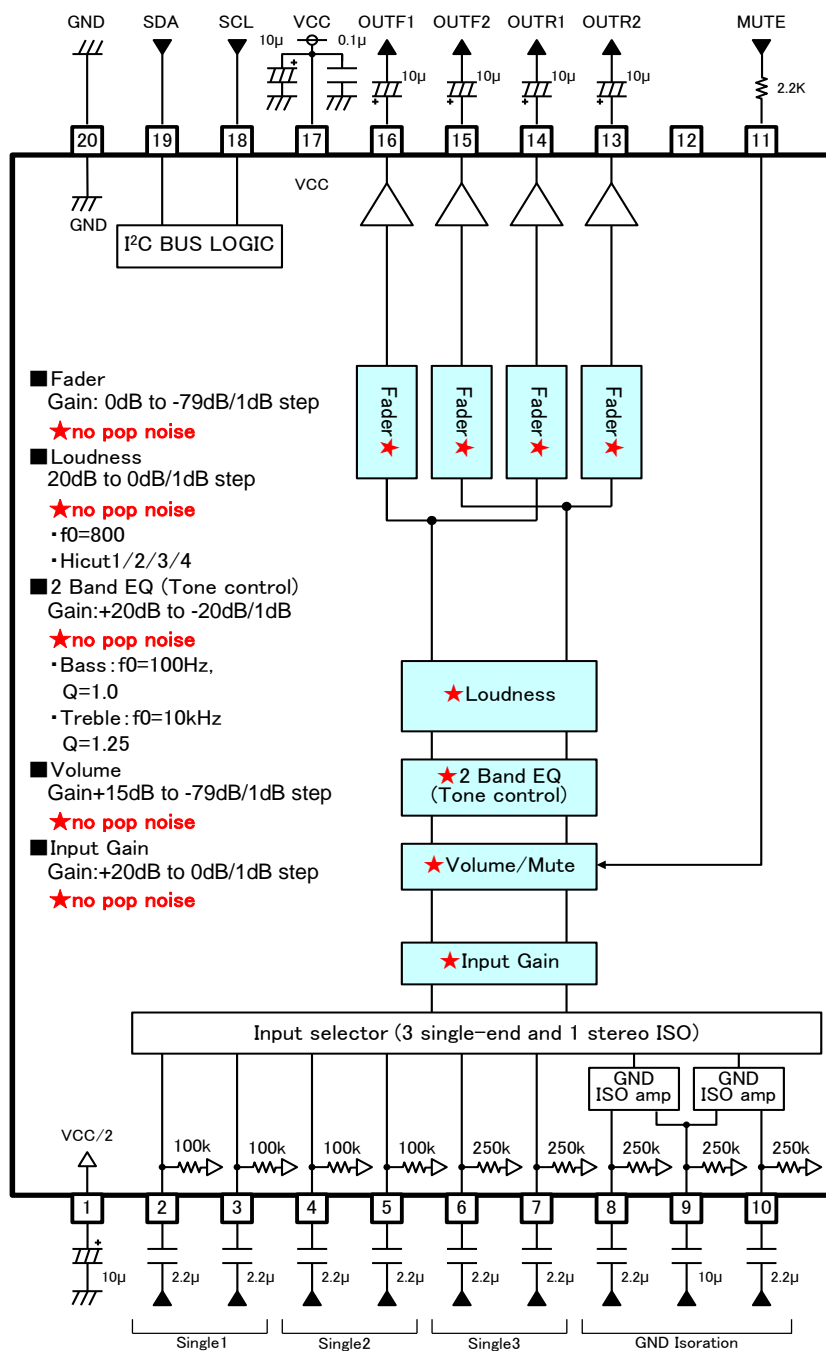 GND SDA SCL VCC OUTF1 OUTF2 OUTR1 OUTR2 MUTE
10μ 0.1μ 10μ 10μ 10μ 10μ 2.2K
20 19 18 17 16 15 14 13 12 11
VCC
GND
I²C BUS LOGIC
■Fader
Gain: 0dB to -79dB/1dB step
★no pop noise
■Loudness
20dB to 0dB/1dB step
★no pop noise
・f0=800
・Hicut1/2/3/4
■2 Band EQ (Tone control)
Gain:+20dB to -20dB/1dB
★no pop noise
・Bass:f0=100Hz,
Q=1.0
・Treble:f0=10kHz
Q=1.25
■Volume
Gain+15dB to -79dB/1dB step
★no pop noise
■Input Gain
Gain:+20dB to 0dB/1dB step
★no pop noise
Fader★
Fader★
Fader★
Fader★
★Loudness
★2 Band EQ
(Tone control)
★Volume/Mute
★Input Gain
Input selector (3 single-end and 1 stereo ISO)
GND
ISO amp
GND
ISO amp
VCC/2
100k 100k 100k 100k 250k 250k 250k 250k 250k
1 2 3 4 5 6 7 8 9 10
10μ 2.2μ 2.2μ 2.2μ 2.2μ 2.2μ 2.2μ 2.2μ 10μ 2.2μ
Single1 Single2 Single3 GND Isoration